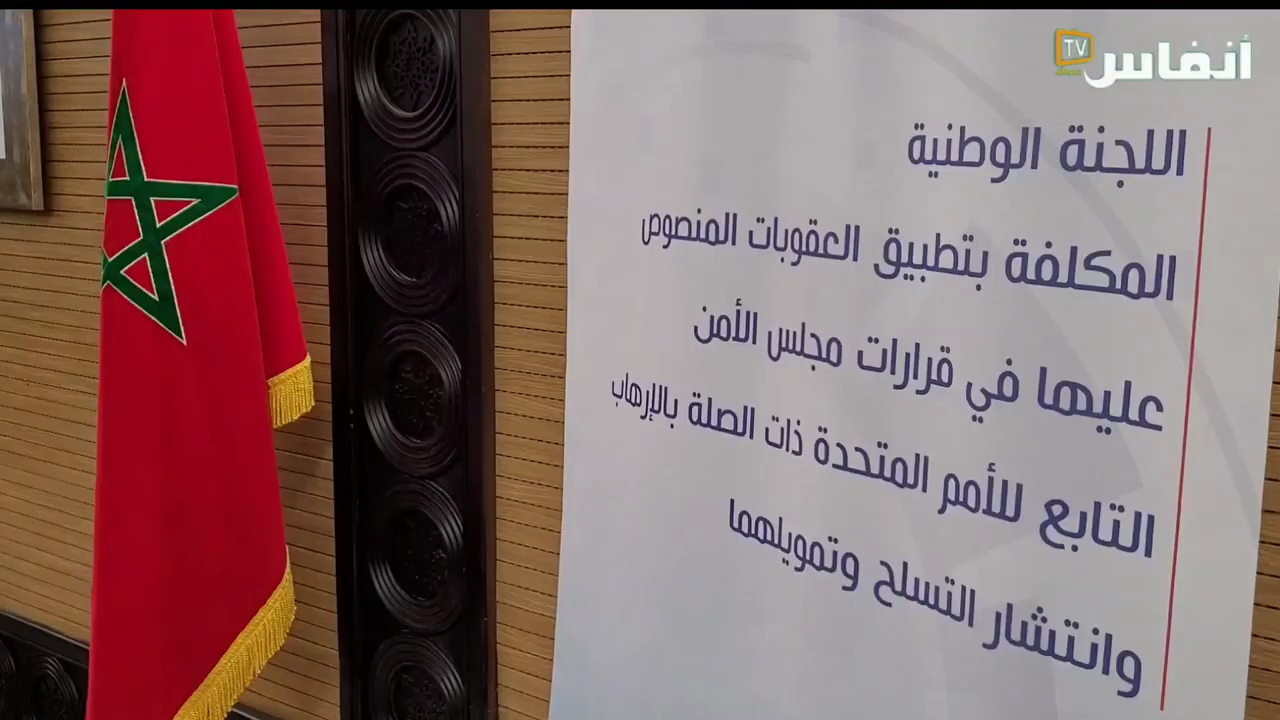 أنفاس
TV
اللجنة الوطنية
المكلفة بتطبيق العقوبات المنصوص
عليها في قرارات مجلس الأمن
التابع للأمم المتحدة ذات الصلة بالإرهاب
وانتشار التسلح وتمويلهما